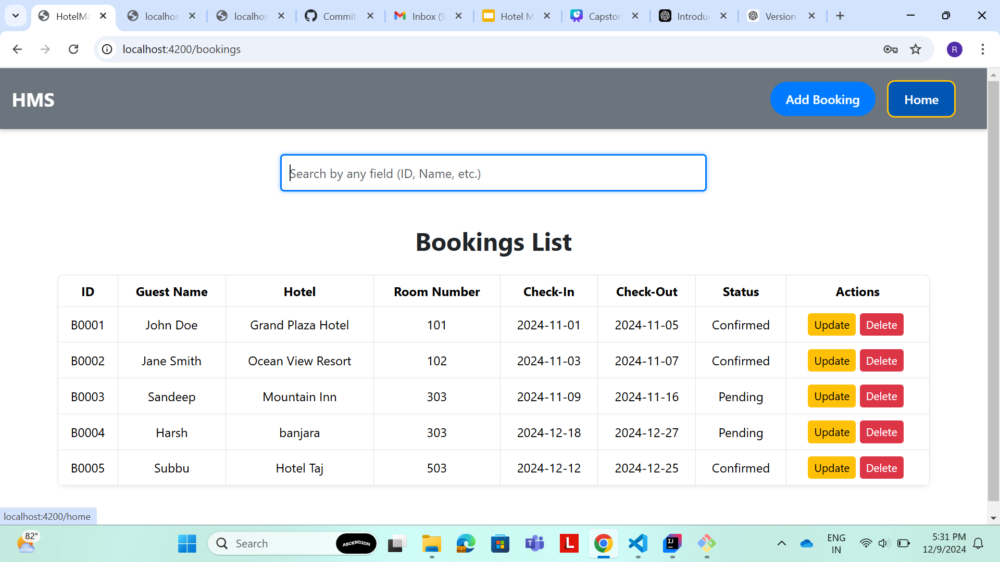 HotelMa
localhos
localhos
Commit
Inbox (9
Hotel M
Capston
Introduc
Version
localhost:4200/bookings
R
HMS
Add Booking
Home
Search by any field (ID, Name, etc.)
Bookings List
ID Guest Name Hotel Room Number Check-In Check-Out Status Actions
B0001 John Doe Grand Plaza Hotel 101 2024-11-01 2024-11-05 Confirmed Update Delete
B0002 Jane Smith Ocean View Resort 102 2024-11-03 2024-11-07 Confirmed Update Delete
B0003 Sandeep Mountain Inn 303 2024-11-09 2024-11-16 Pending Update Delete
B0004 Harsh banjara 303 2024-12-18 2024-12-27 Pending Update Delete
B0005 Subbu Hotel Taj 503 2024-12-12 2024-12-25 Confirmed Update Delete
localhost:4200/home
82°
Search
ASCENDION
T
L
IJ
ENG
IN
5:31 PM
12/9/2024